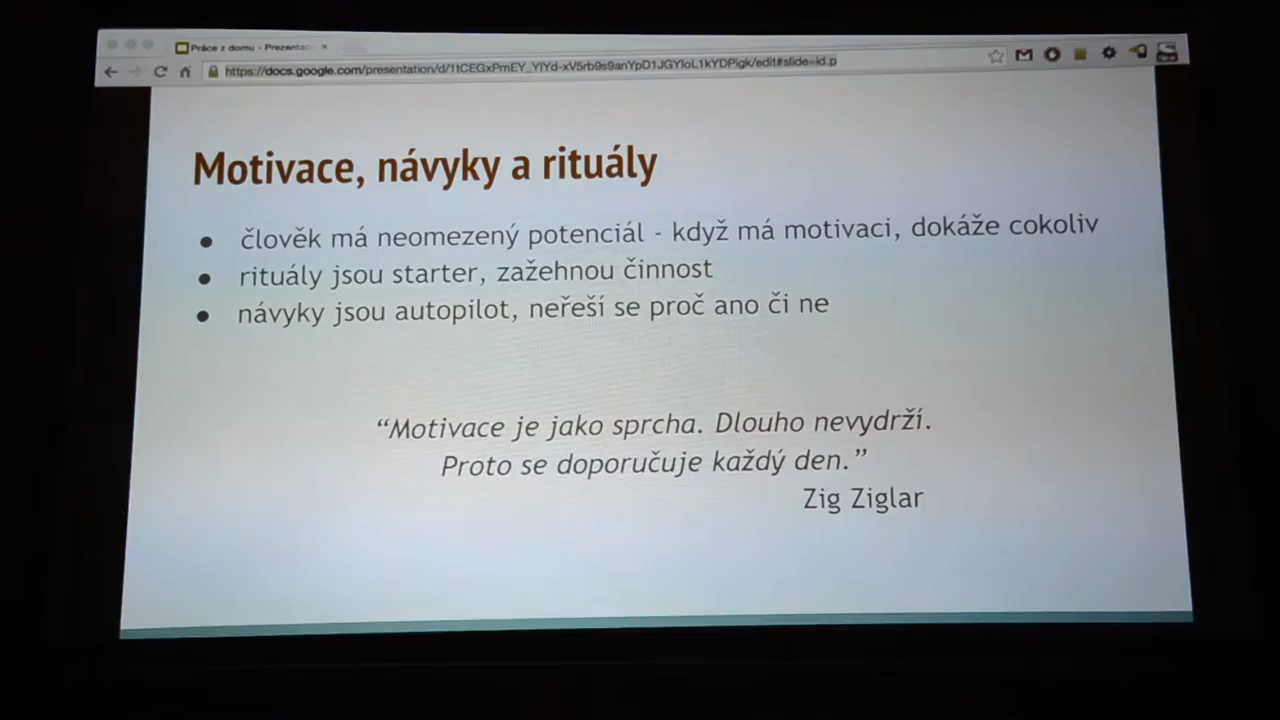 Práce z domu - Prezentac
https://docs.google.com/presentation/d/1tCEGxPmEY_YlYd-xV5rb9s9anYpD1JGYloL1kYDPigk/edit#slide=id.p
Motivace, návyky a rituály
● člověk má neomezený potenciál - když má motivaci, dokáže cokoliv
● rituály jsou starter, zažehnou činnost
● návyky jsou autopilot, neřeší se proč ano či ne
“Motivace je jako sprcha. Dlouho nevydrží.
Proto se doporučuje každý den.”
Zig Ziglar